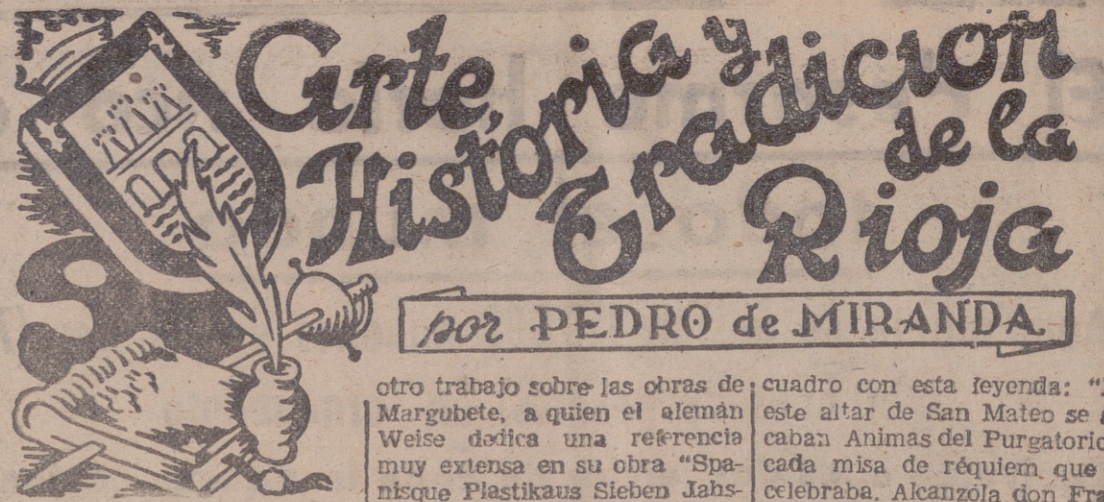 Arte,
Historia y
Tradición
de la
Rioja
por PEDRO de MIRANDA
otro trabajo sobre las obras de
Margubete, a quien el alemán
Weise dedica una referencia
muy extensa en su obra "Spa-
nisque Plastikaus Sieben Jahs-
cuadro con esta leyenda:
este altar de San Mateo se
caban Animas del Purgatorio
cada misa de réquiem que
celebraba. Alcanzóla don